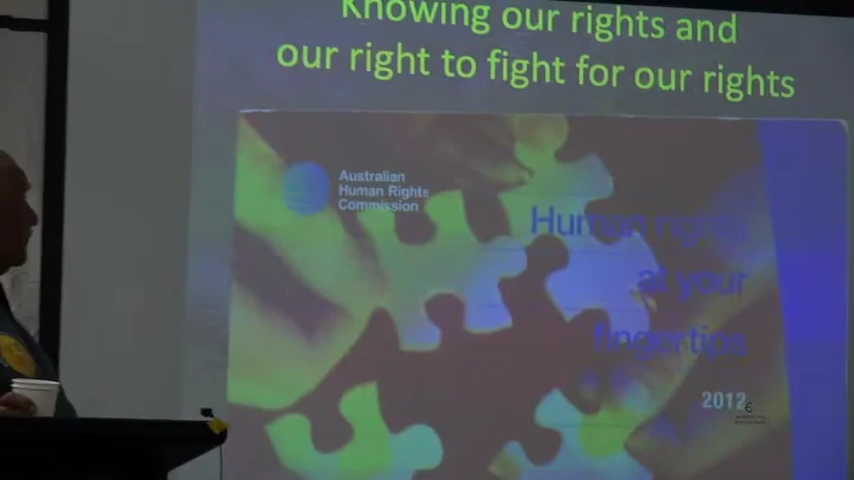 Knowing our rights and
our right to fight for our rights
Australian
Human Rights
Commission
Human rights
at your
fingertips
2012